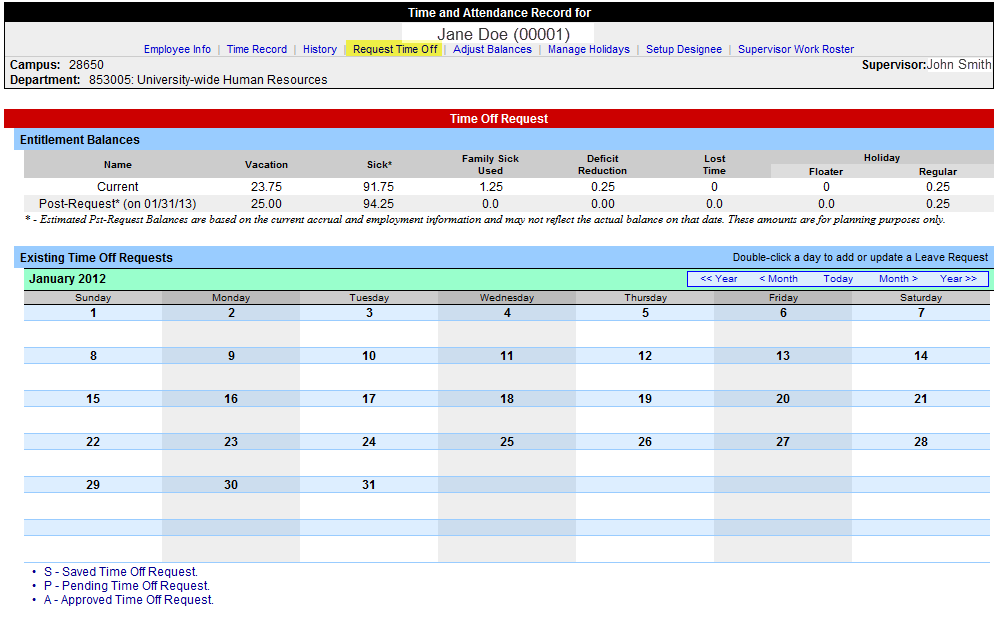 Time and Attendance Record for
Jane Doe (00001)
Employee Info | Time Record | History | Request Time Off | Adjust Balances | Manage Holidays | Setup Designee | Supervisor Work Roster
Campus: 28650 Supervisor:John Smith
Department: 853005: University-wide Human Resources
Time Off Request
Entitlement Balances
Name Vacation Sick* Family Sick Used Deficit Reduction Lost Time Holiday
Floater Regular
Current 23.75 91.75 1.25 0.25 0 0 0.25
Post-Request* (on 01/31/13) 25.00 94.25 0.0 0.00 0.0 0.0 0.25
* - Estimated Pst-Request Balances are based on the current accrual and employment information and may not reflect the actual balance on that date. These amounts are for planning purposes only.
Existing Time Off Requests Double-click a day to add or update a Leave Request
January 2012 << Year < Month Today Month > Year >>
Sunday Monday Tuesday Wednesday Thursday Friday Saturday
1 2 3 4 5 6 7
8 9 10 11 12 13 14
15 16 17 18 19 20 21
22 23 24 25 26 27 28
29 30 31
• S - Saved Time Off Request.
• P - Pending Time Off Request.
• A - Approved Time Off Request.